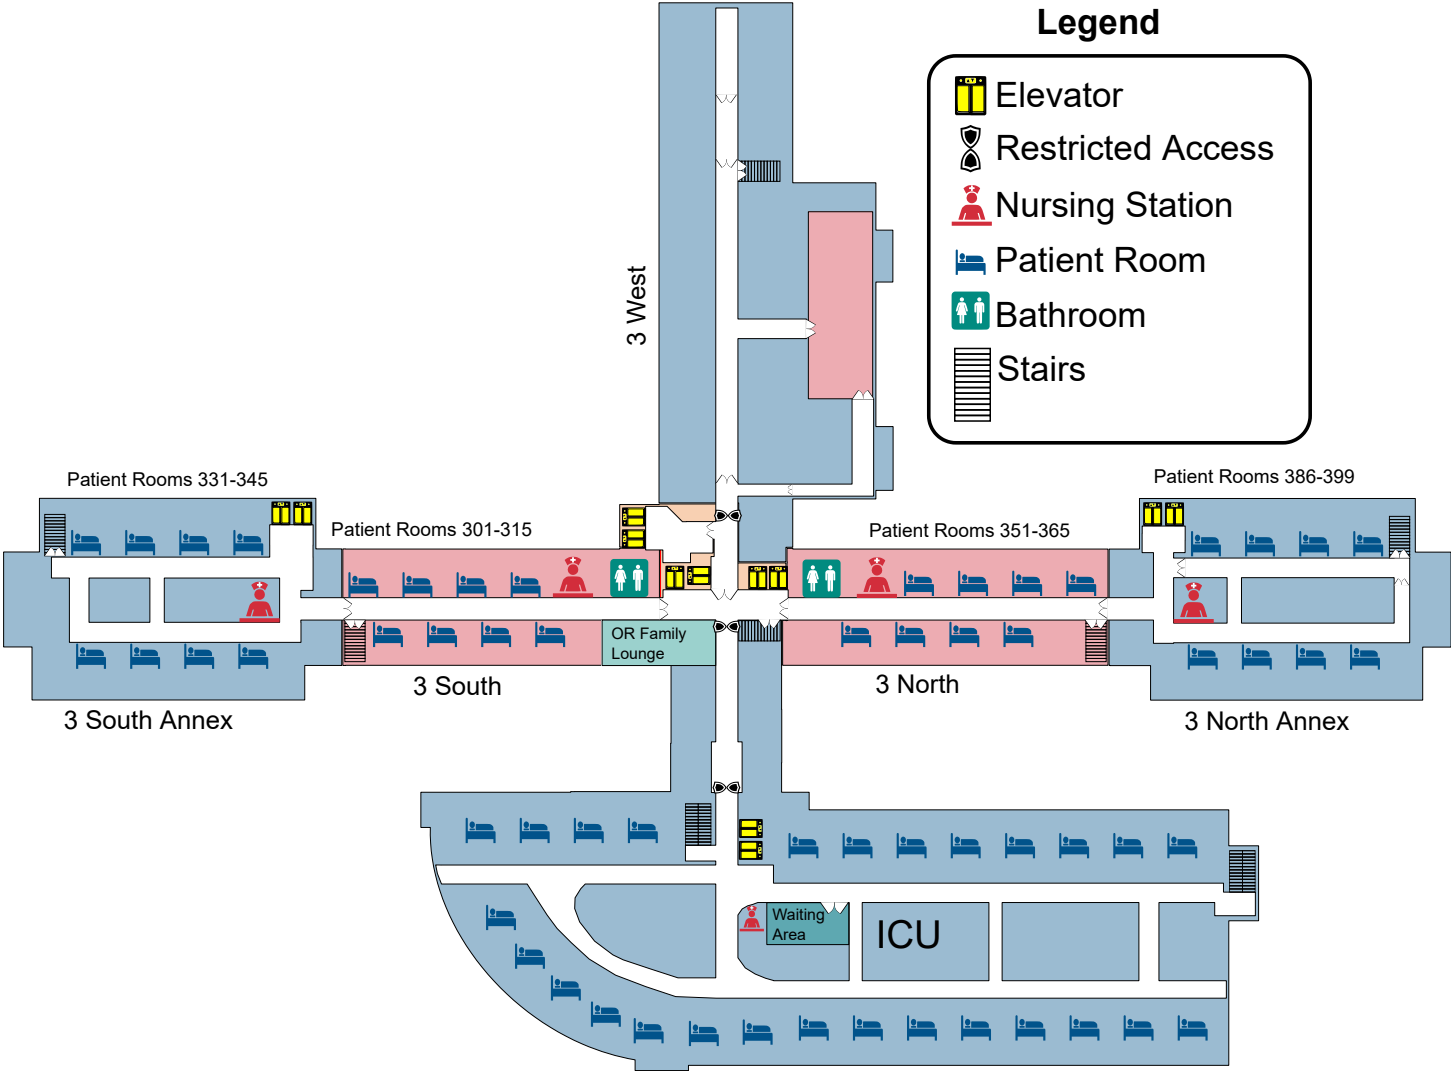 Legend
Elevator
Restricted Access
Nursing Station
Patient Room
Bathroom
Stairs
3 West
Patient Rooms 331-345
Patient Rooms 301-315
Patient Rooms 351-365
Patient Rooms 386-399
OR Family
Lounge
3 South
3 North
3 South Annex
3 North Annex
Waiting
Area
ICU